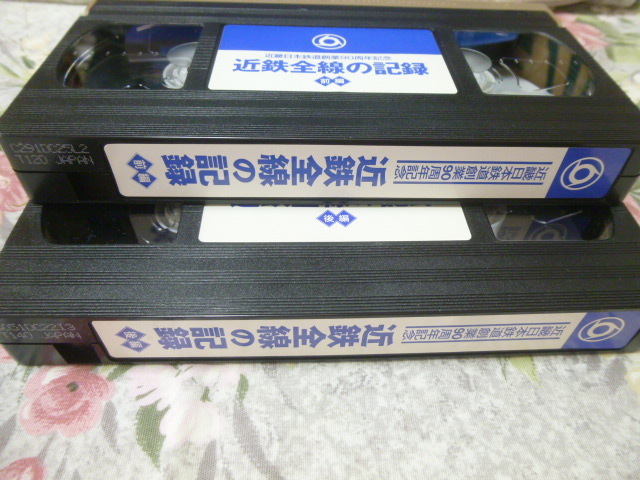 近畿日本鉄道創業90周年記念
近鉄全線の記録
前編
T120 JAPAN
近畿日本鉄道創業90周年記念
近鉄全線の記録
前編
後編
近畿日本鉄道創業90周年記念
近鉄全線の記録
後編